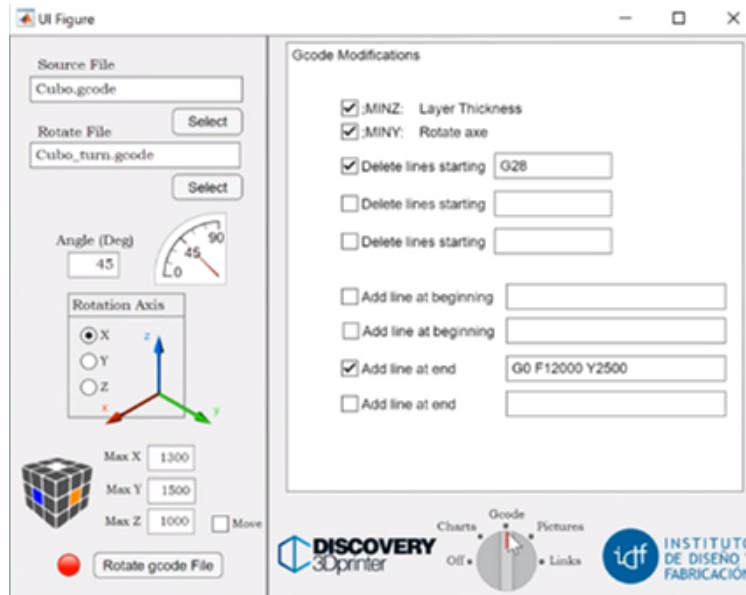 UI Figure
Source File
Cubo.gcode
Select
Rotate File
Cubo_turn.gcode
Select
Angle (Deg)
45
0
45
90
Rotation Axis
X
Y
Z
z
x
y
Max X 1300
Max Y 1500
Max Z 1000
Move
Rotate gcode File
Gcode Modifications
;MINZ: Layer Thickness
;MINY: Rotate axe
Delete lines starting G28
Delete lines starting
Delete lines starting
Add line at beginning
Add line at beginning
Add line at end G0 F12000 Y2500
Add line at end
DISCOVERY
3Dprinter
Off
Charts
Gcode
Pictures
Links
idf
INSTITUTO
DE DISEÑO Y
FABRICACIÓN